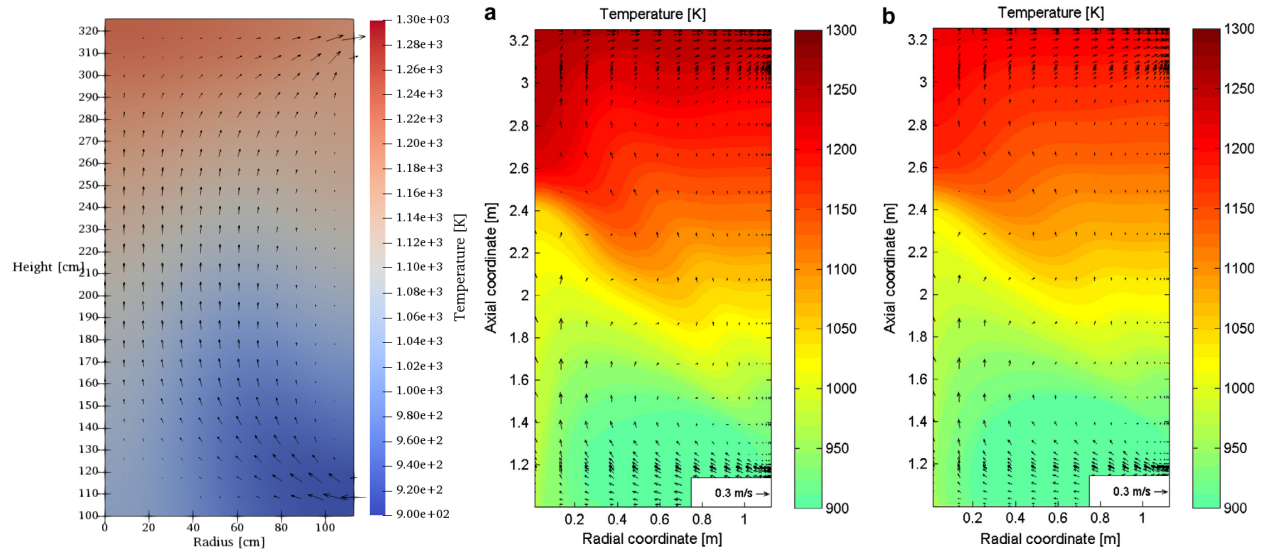 320
310
300
290
280
270
260
250
240
230
220
210
200
190
180
170
160
150
140
130
120
110
100
Height [cm]
0 20 40 60 80 100
Radius [cm]
1.30e+03
1.28e+3
1.26e+3
1.24e+3
1.22e+3
1.20e+3
1.18e+3
1.16e+3
1.14e+3
1.12e+3
1.10e+3
1.08e+3
1.06e+3
1.04e+3
1.02e+3
1.00e+3
9.80e+2
9.60e+2
9.40e+2
9.20e+2
9.00e+02
Temperature [K]
a
Temperature [K]
3.2
3
2.8
2.6
2.4
2.2
2
1.8
1.6
1.4
1.2
Axial coordinate [m]
0.3 m/s
0.2 0.4 0.6 0.8 1
Radial coordinate [m]
1300
1250
1200
1150
1100
1050
1000
950
900
b
Temperature [K]
3.2
3
2.8
2.6
2.4
2.2
2
1.8
1.6
1.4
1.2
Axial coordinate [m]
0.3 m/s
0.2 0.4 0.6 0.8 1
Radial coordinate [m]
1300
1250
1200
1150
1100
1050
1000
950
900